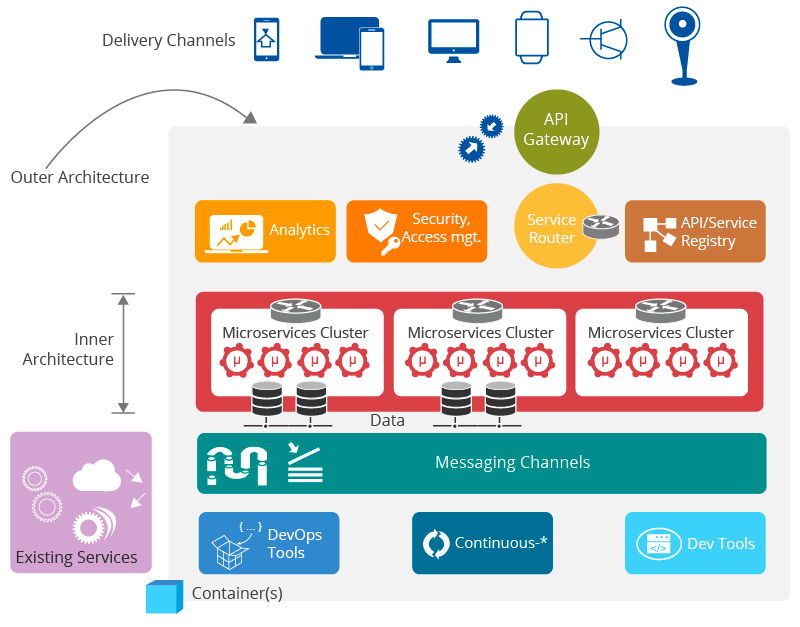 Delivery Channels
API
Gateway
Outer Architecture
Analytics
Security,
Access mgt.
Service
Router
API/Service
Registry
Inner
Architecture
Microservices Cluster
Microservices Cluster
Microservices Cluster
μ μ μ μ
μ μ μ μ
μ μ μ μ
Data
Messaging Channels
{ ... }
DevOps
Tools
Continuous-*
</>
Dev Tools
Existing Services
Container(s)